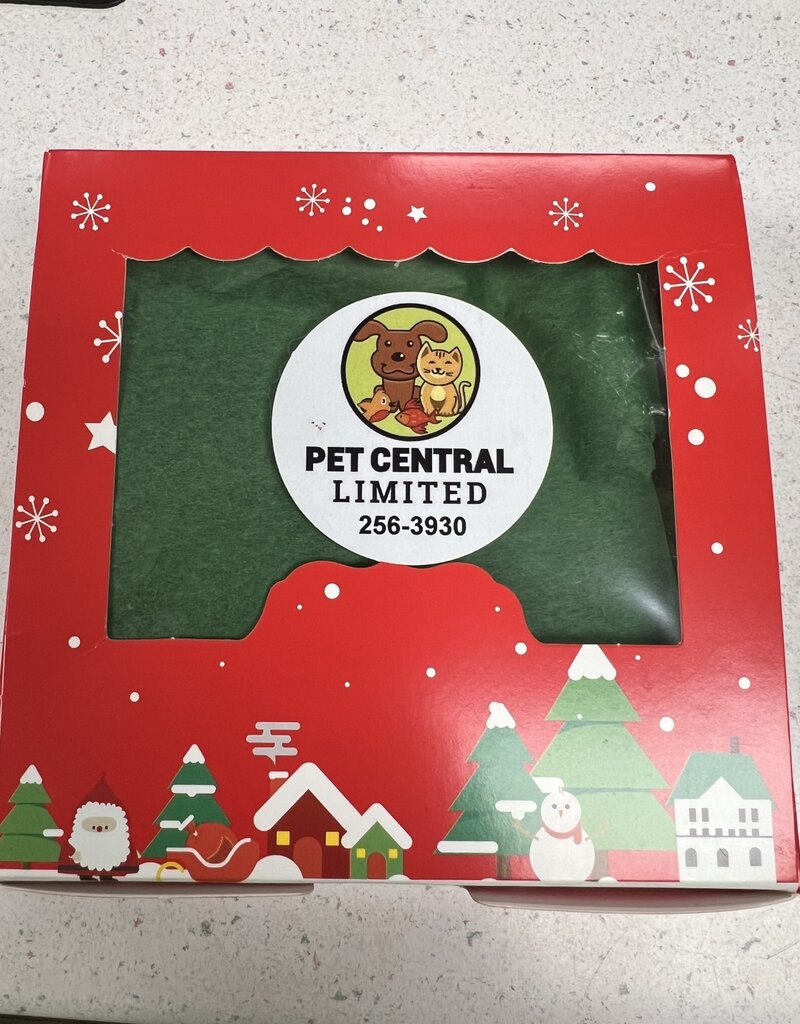 PET CENTRAL
LIMITED
256-3930